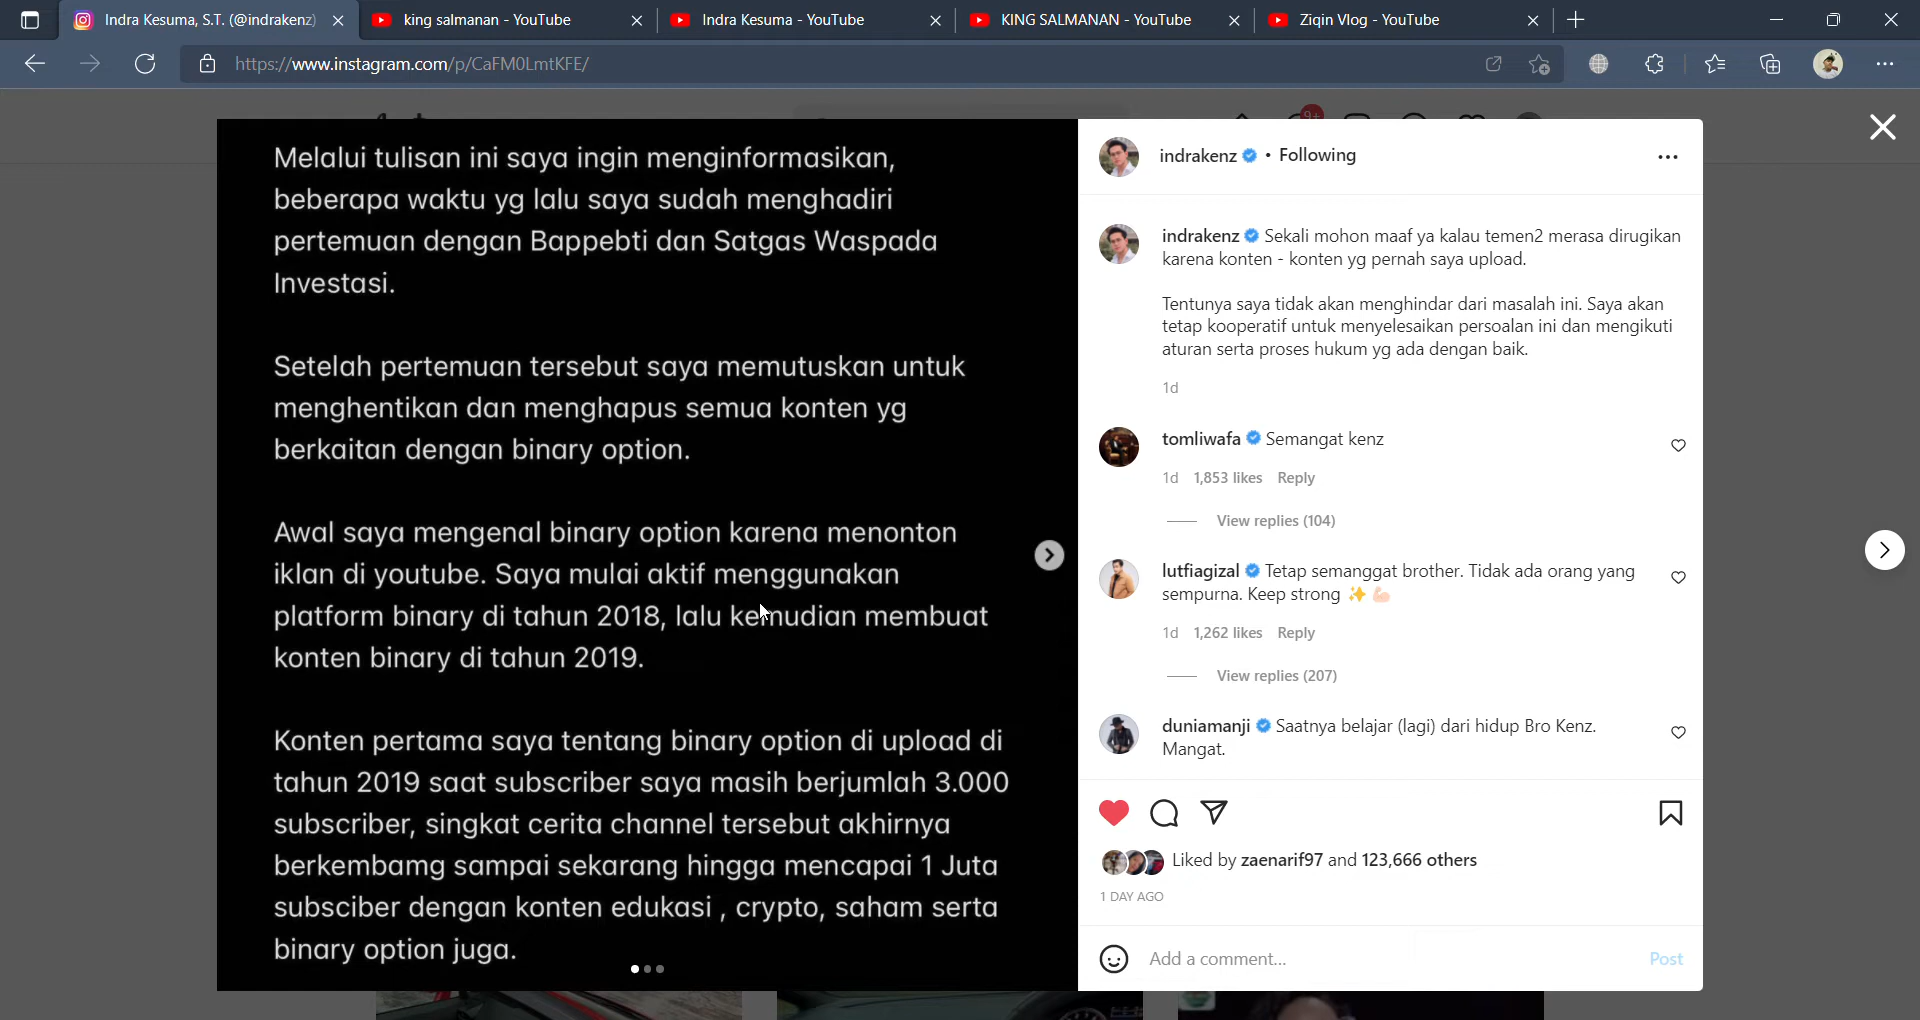 Indra Kesuma, S.T. (@indrakenz)
king salmanan - YouTube
Indra Kesuma - YouTube
KING SALMANAN - YouTube
Ziqin Vlog - YouTube
https://www.instagram.com/p/CaFM0LmtKFE/
9+
Melalui tulisan ini saya ingin menginformasikan,
beberapa waktu yg lalu saya sudah menghadiri
pertemuan dengan Bappebti dan Satgas Waspada
Investasi.
Setelah pertemuan tersebut saya memutuskan untuk
menghentikan dan menghapus semua konten yg
berkaitan dengan binary option.
Awal saya mengenal binary option karena menonton
iklan di youtube. Saya mulai aktif menggunakan
platform binary di tahun 2018, lalu kemudian membuat
konten binary di tahun 2019.
Konten pertama saya tentang binary option di upload di
tahun 2019 saat subscriber saya masih berjumlah 3.000
subscriber, singkat cerita channel tersebut akhirnya
berkembamg sampai sekarang hingga mencapai 1 Juta
subsciber dengan konten edukasi , crypto, saham serta
binary option juga.
indrakenz • Following
indrakenz Sekali mohon maaf ya kalau temen2 merasa dirugikan
karena konten - konten yg pernah saya upload.
Tentunya saya tidak akan menghindar dari masalah ini. Saya akan
tetap kooperatif untuk menyelesaikan persoalan ini dan mengikuti
aturan serta proses hukum yg ada dengan baik.
1d
tomliwafa Semangat kenz
1d 1,853 likes Reply
View replies (104)
lutfiagizal Tetap semanggat brother. Tidak ada orang yang
sempurna. Keep strong ✨💪🏻
1d 1,262 likes Reply
View replies (207)
duniamanji Saatnya belajar (lagi) dari hidup Bro Kenz.
Mangat.
Liked by zaenarif97 and 123,666 others
1 DAY AGO
Add a comment...
Post